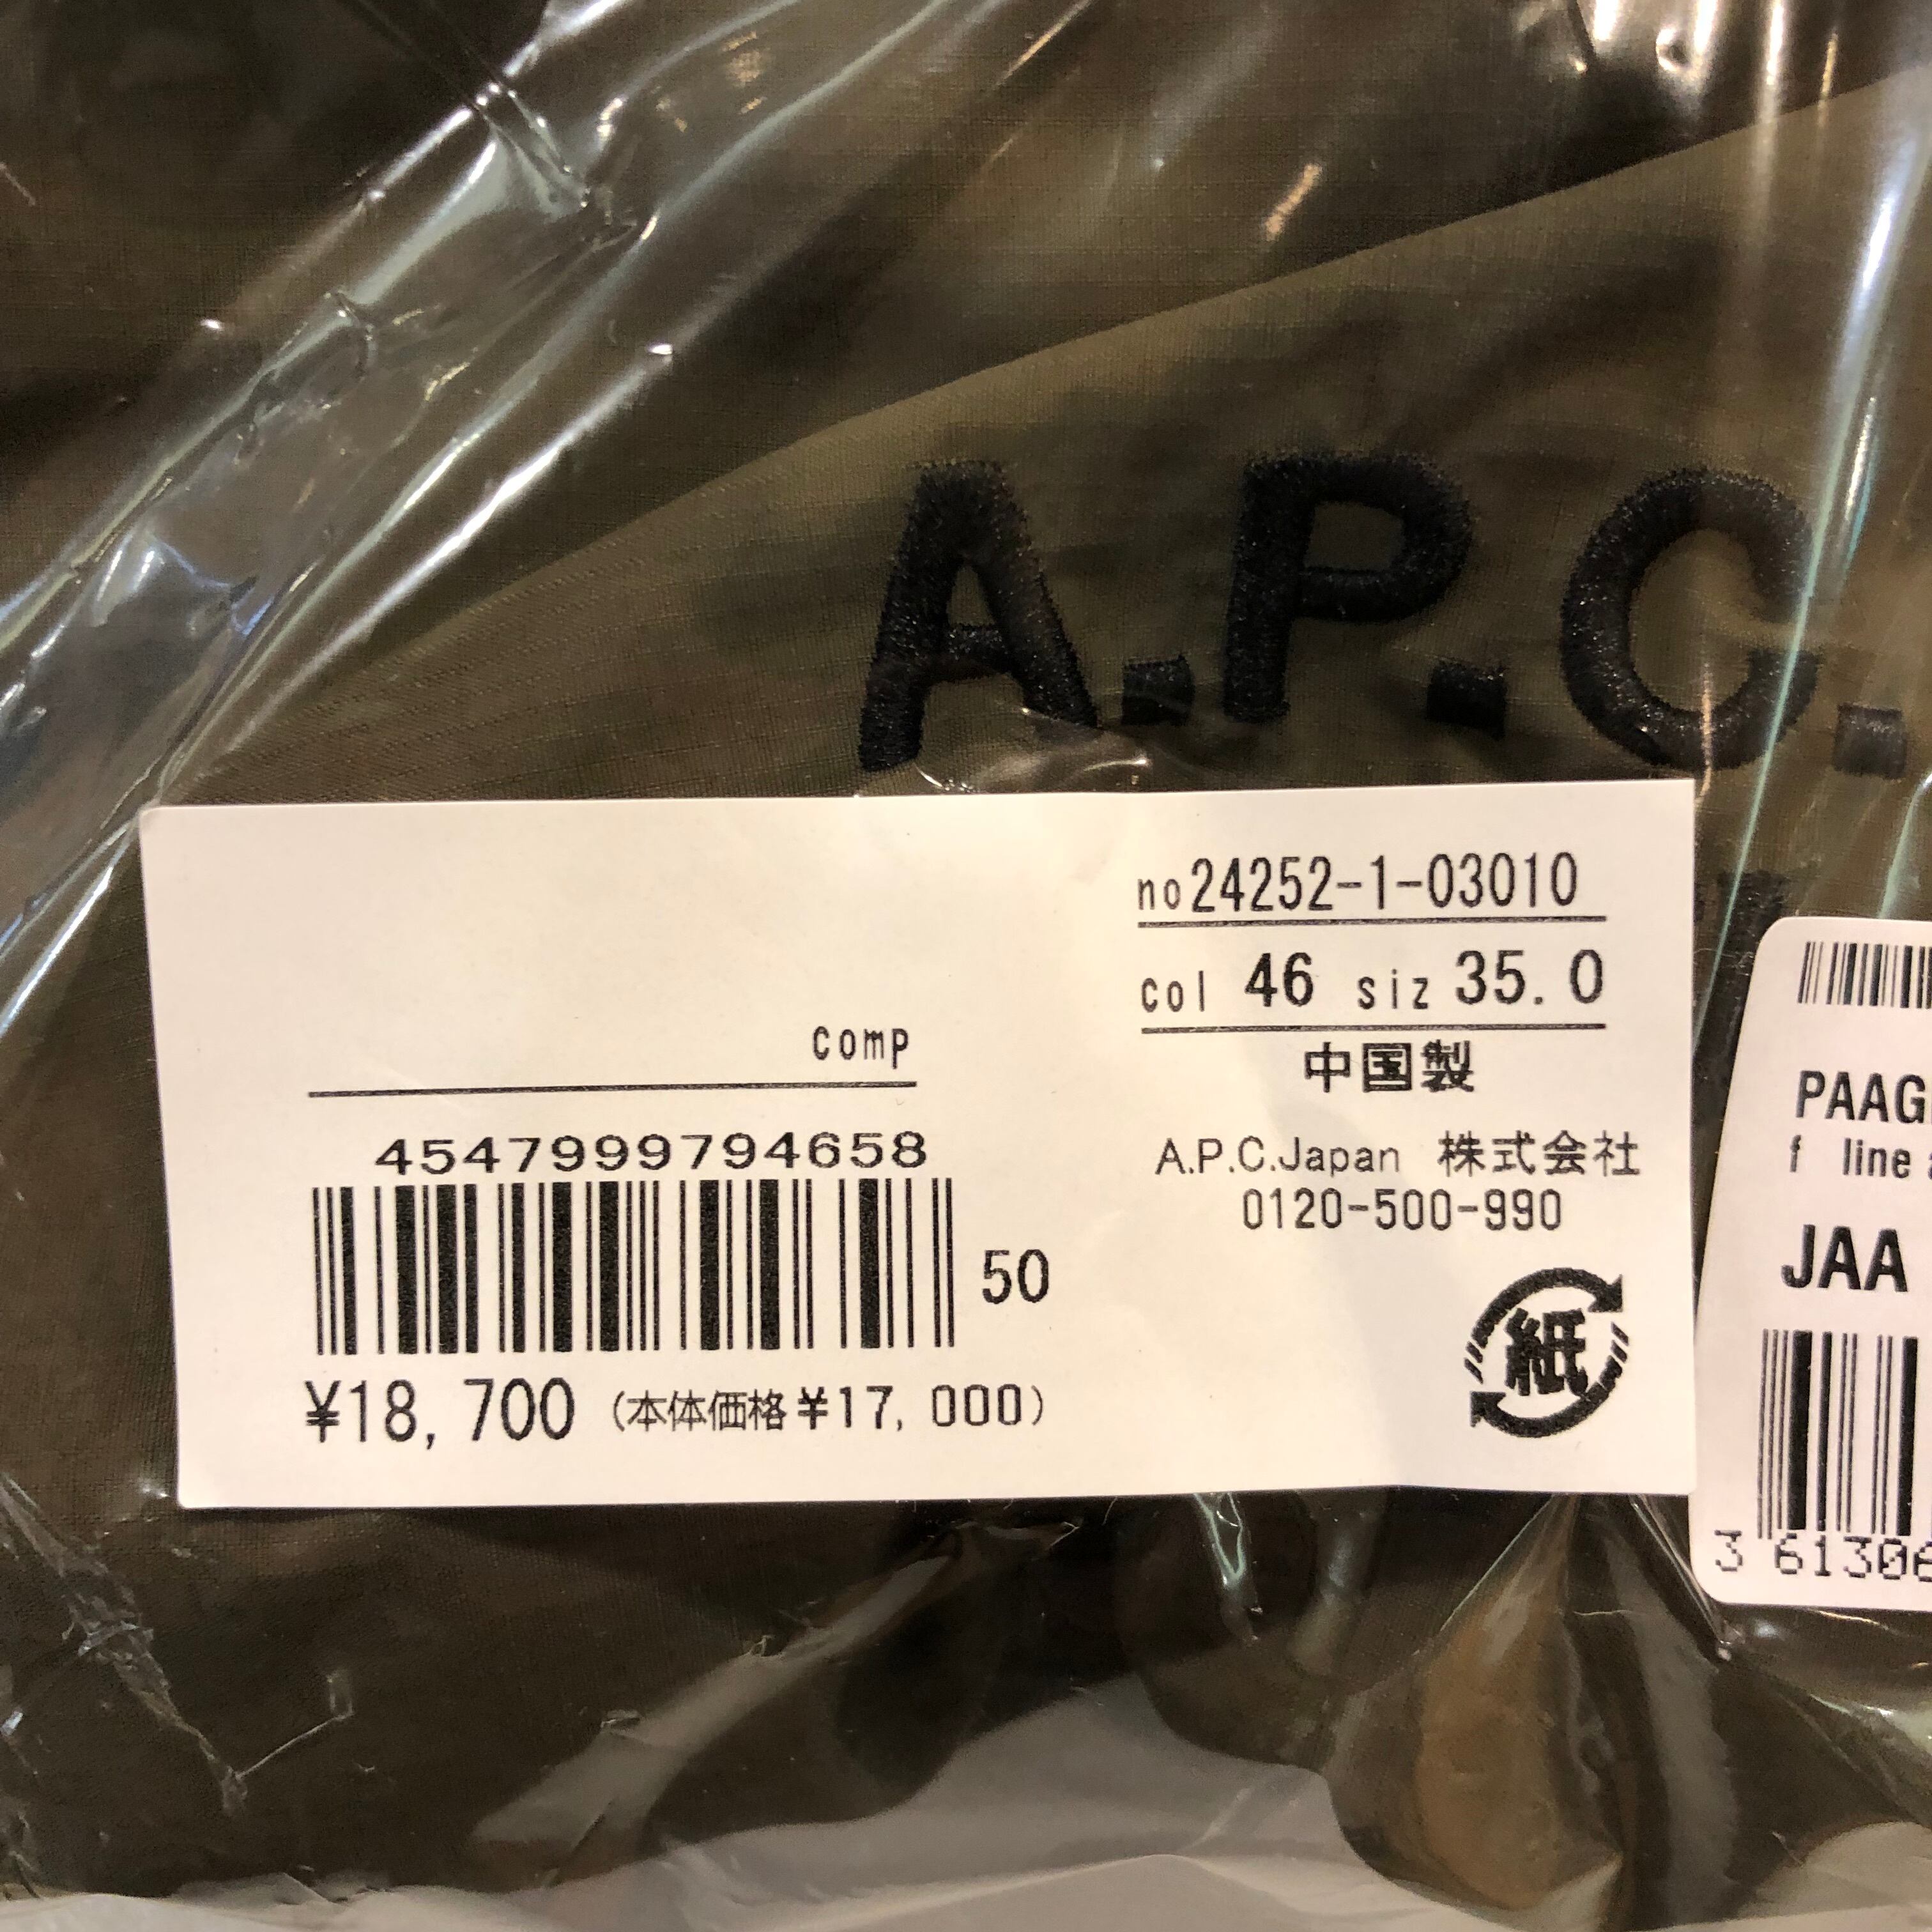 A.P.C.
no24252-1-03010
col 46 siz 35.0
中国製
comp
4547999794658
50
¥18,700 (本体価格¥17,000)
A.P.C.Japan 株式会社
0120-500-990
紙
PAAG
f line
JAA
3 61306